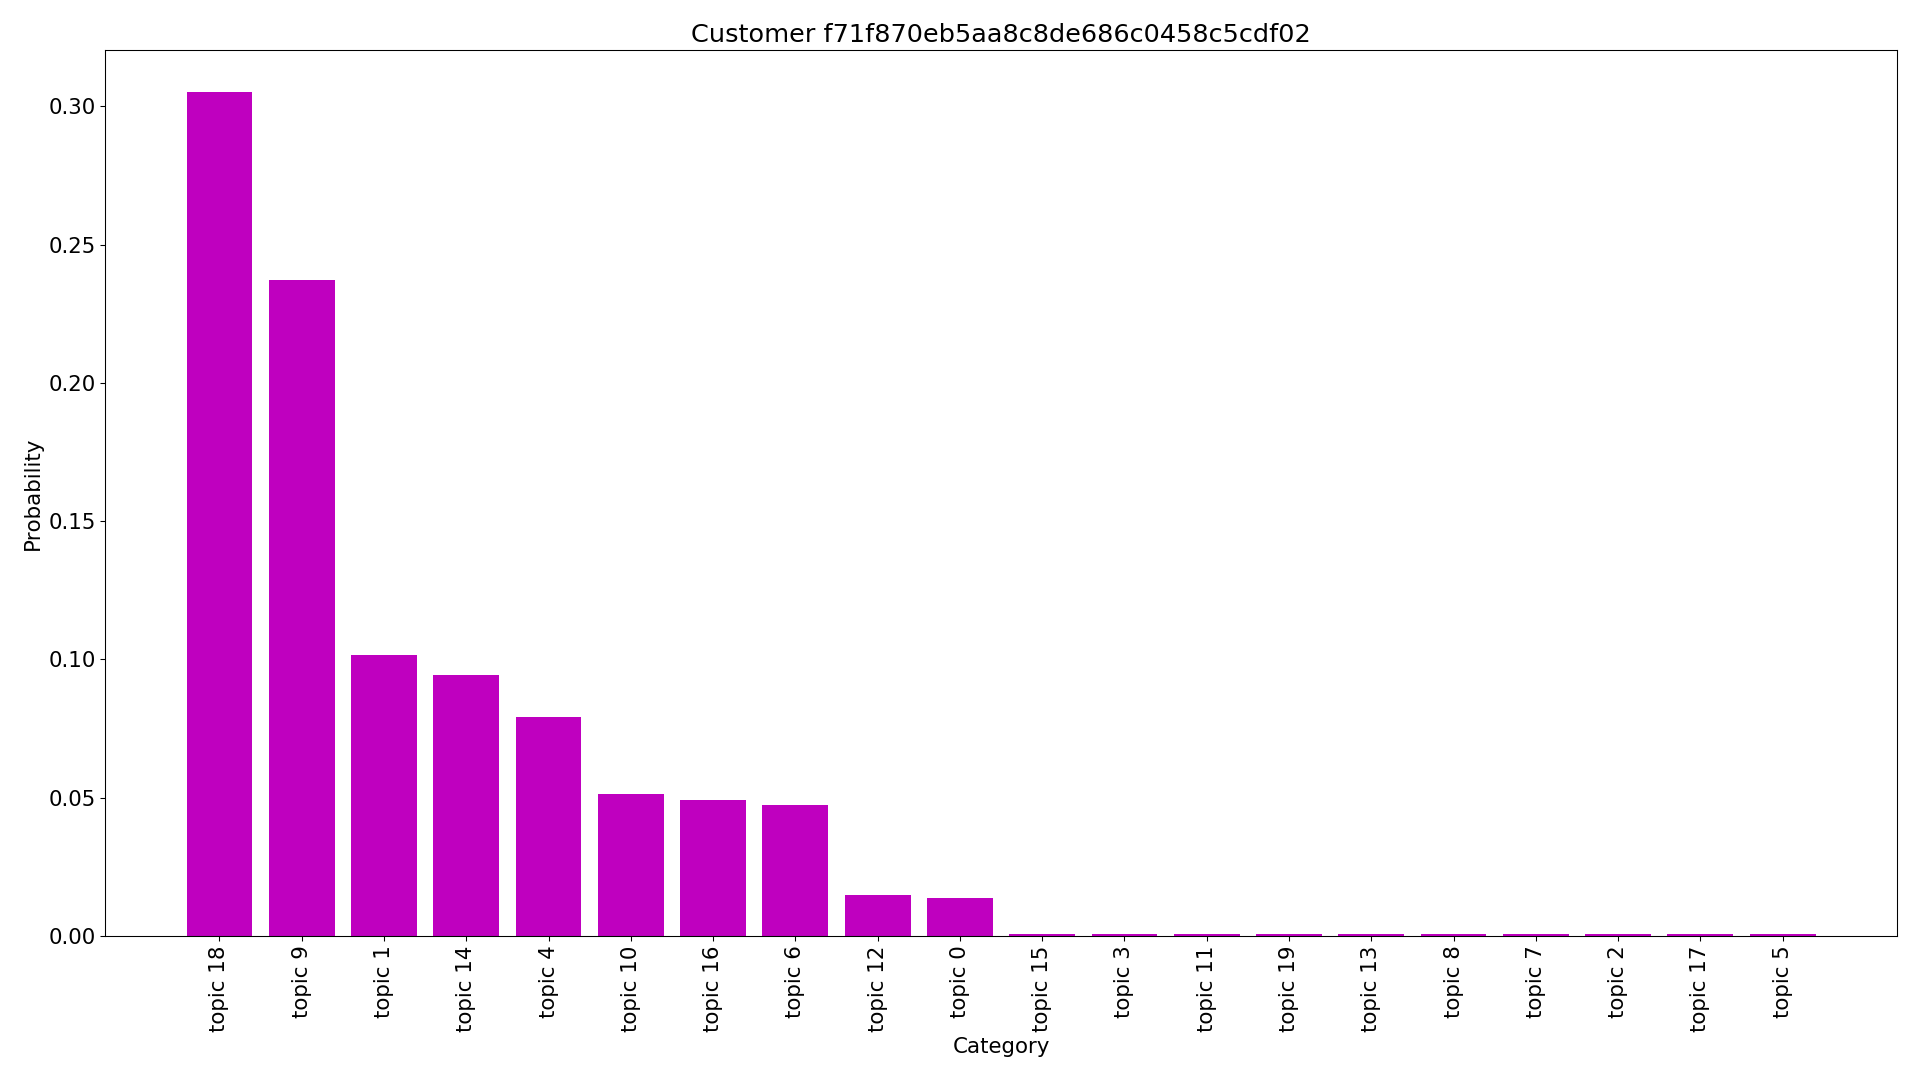 Customer f71f870eb5aa8c8de686c0458c5cdf02
Probability
0.30
0.25
0.20
0.15
0.10
0.05
0.00
topic 18
topic 9
topic 1
topic 14
topic 4
topic 10
topic 16
topic 6
topic 12
topic 0
topic 15
topic 3
topic 11
topic 19
topic 13
topic 8
topic 7
topic 2
topic 17
topic 5
Category